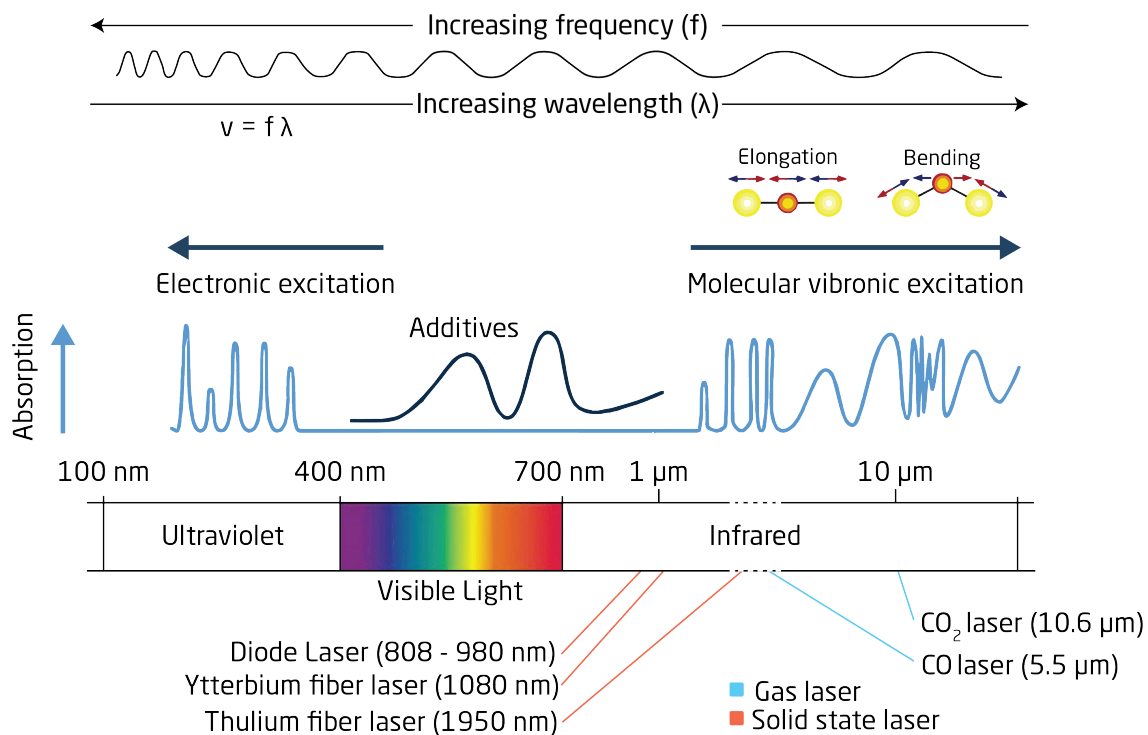 Increasing frequency (f)
Increasing wavelength (λ)
v = f λ
Elongation
Bending
Electronic excitation
Molecular vibronic excitation
Additives
Absorption
100 nm
400 nm
700 nm
1 µm
10 µm
Ultraviolet
Infrared
Visible Light
Diode Laser (808 - 980 nm)
Ytterbium fiber laser (1080 nm)
Thulium fiber laser (1950 nm)
CO₂ laser (10.6 µm)
CO laser (5.5 µm)
Gas laser
Solid state laser